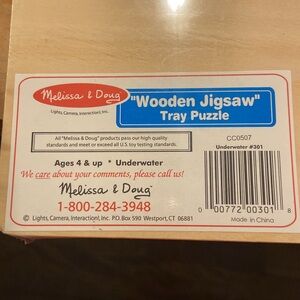 Melissa & Doug
Lights, Camera, Interaction!, Inc.
"Wooden Jigsaw"
Tray Puzzle
All "Melissa & Doug" products pass our high quality
standards and meet or exceed all U.S. toy testing standards.
CC0507
Underwater #301
Ages 4 & up * Underwater
We care about your comments, please call us!
Melissa & Doug
1-800-284-3948
© Lights, Camera, Interaction!, Inc. P.O. Box 590 Westport, CT 06881
0 00772 00301 8
Made in China